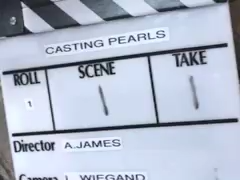 CASTING PEARLS
ROLL SCENE TAKE
1 1 1
Director A.JAMES
Camera L. WIEGAND